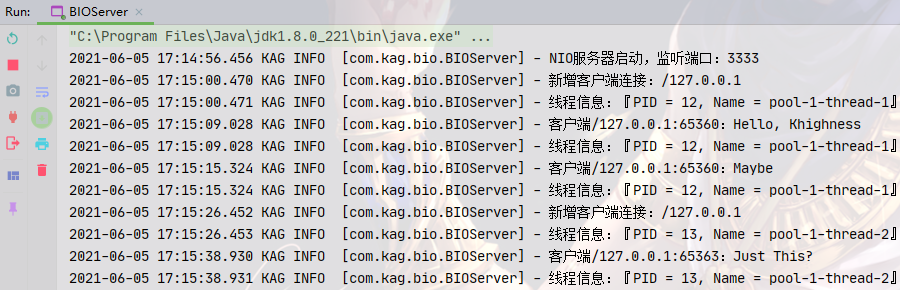 Run: BIOServer ×
"C:\Program Files\Java\jdk1.8.0_221\bin\java.exe" ...
2021-06-05 17:14:56.456 KAG INFO  [com.kag.bio.BIOServer] - NIO服务器启动，监听端口：3333
2021-06-05 17:15:00.470 KAG INFO  [com.kag.bio.BIOServer] - 新增客户端连接：/127.0.0.1
2021-06-05 17:15:00.471 KAG INFO  [com.kag.bio.BIOServer] - 线程信息：『PID = 12, Name = pool-1-thread-1』
2021-06-05 17:15:09.028 KAG INFO  [com.kag.bio.BIOServer] - 客户端/127.0.0.1:65360：Hello, Khighness
2021-06-05 17:15:09.028 KAG INFO  [com.kag.bio.BIOServer] - 线程信息：『PID = 12, Name = pool-1-thread-1』
2021-06-05 17:15:15.324 KAG INFO  [com.kag.bio.BIOServer] - 客户端/127.0.0.1:65360：Maybe
2021-06-05 17:15:15.324 KAG INFO  [com.kag.bio.BIOServer] - 线程信息：『PID = 12, Name = pool-1-thread-1』
2021-06-05 17:15:26.452 KAG INFO  [com.kag.bio.BIOServer] - 新增客户端连接：/127.0.0.1
2021-06-05 17:15:26.453 KAG INFO  [com.kag.bio.BIOServer] - 线程信息：『PID = 13, Name = pool-1-thread-2』
2021-06-05 17:15:38.930 KAG INFO  [com.kag.bio.BIOServer] - 客户端/127.0.0.1:65363：Just This?
2021-06-05 17:15:38.931 KAG INFO  [com.kag.bio.BIOServer] - 线程信息：『PID = 13, Name = pool-1-thread-2』